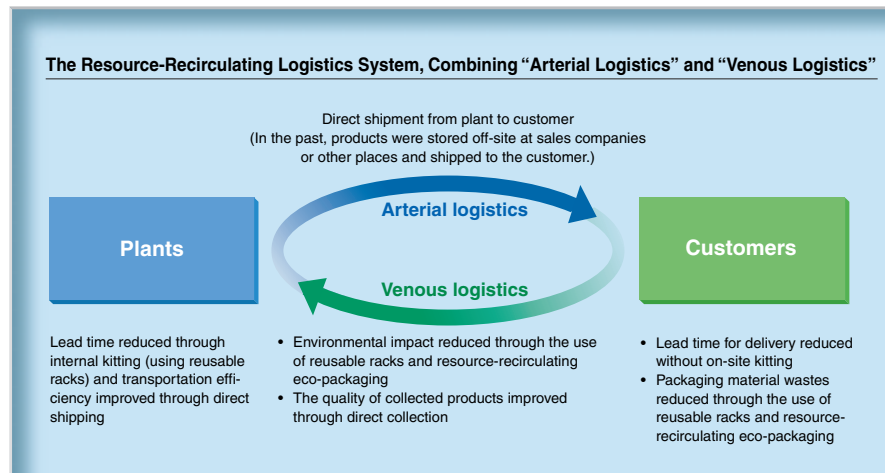 The Resource-Recirculating Logistics System, Combining “Arterial Logistics” and “Venous Logistics”
Direct shipment from plant to customer
(In the past, products were stored off-site at sales companies
or other places and shipped to the customer.)
Arterial logistics
Plants
Customers
Venous logistics
Lead time reduced through
internal kitting (using reusable
racks) and transportation effi-
ciency improved through direct
shipping
• Environmental impact reduced through the use
of reusable racks and resource-recirculating
eco-packaging
• The quality of collected products improved
through direct collection
• Lead time for delivery reduced
without on-site kitting
• Packaging material wastes
reduced through the use of
reusable racks and resource-
recirculating eco-packaging